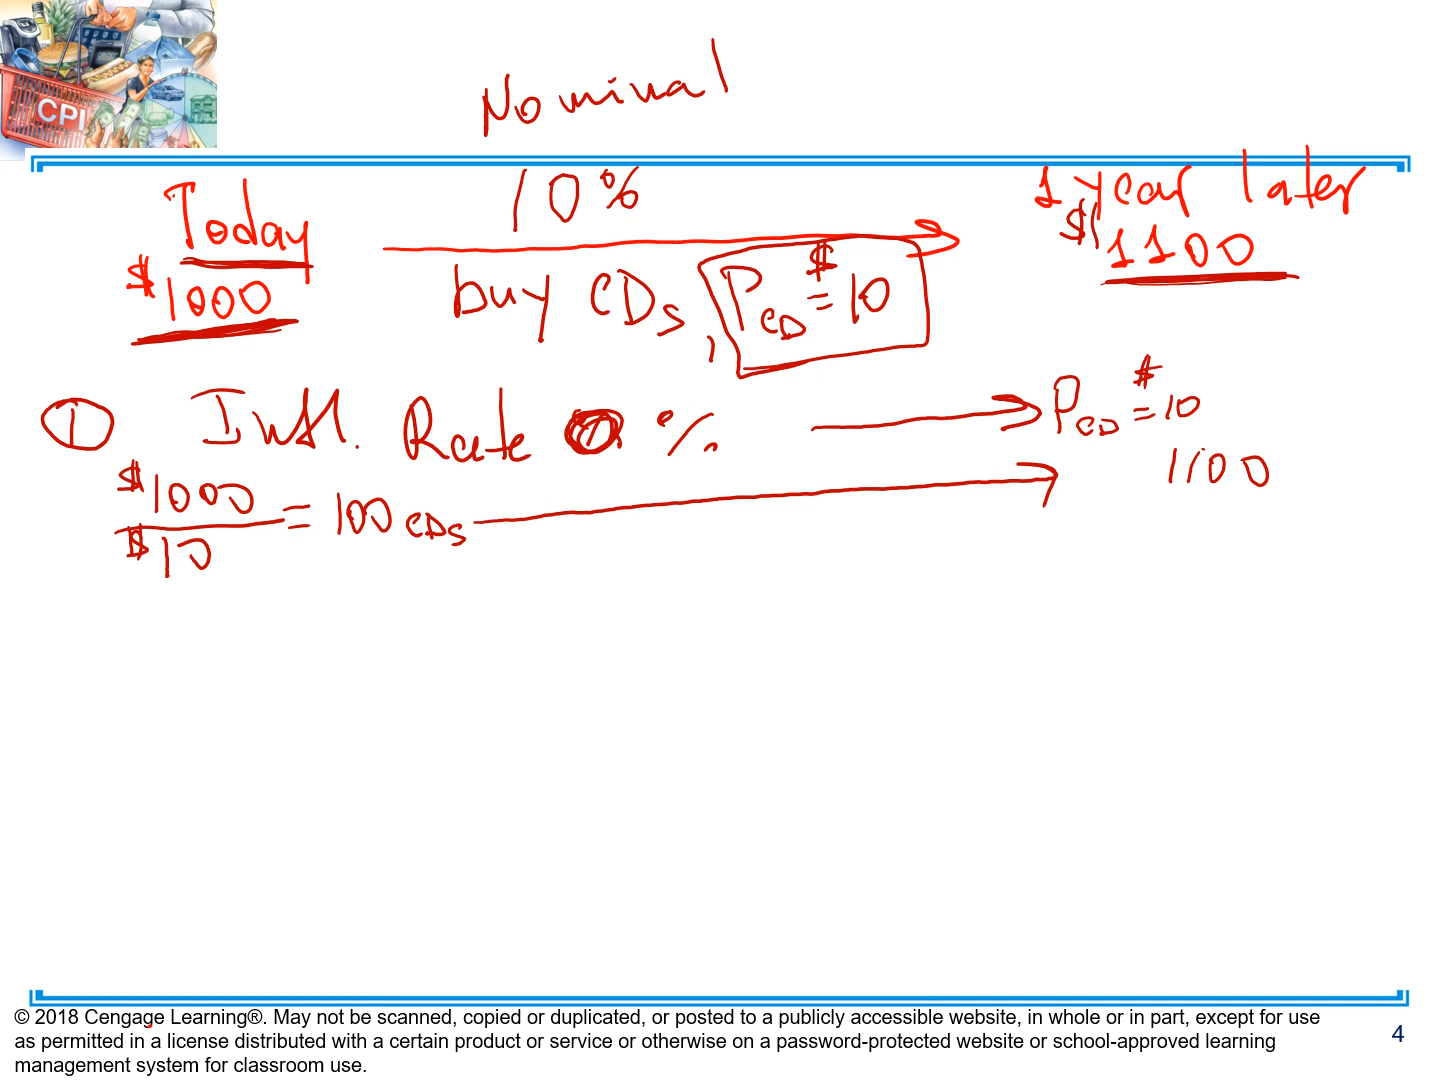 CPI
Nominal
Today 10% 1 year later
$1000 buy CDs, P_CD = $10 $1100
① Infl. Rate 0 % P_CD = $10
$1000 / $10 = 100 CDs 1100
© 2018 Cengage Learning®. May not be scanned, copied or duplicated, or posted to a publicly accessible website, in whole or in part, except for use
as permitted in a license distributed with a certain product or service or otherwise on a password-protected website or school-approved learning
management system for classroom use.
4